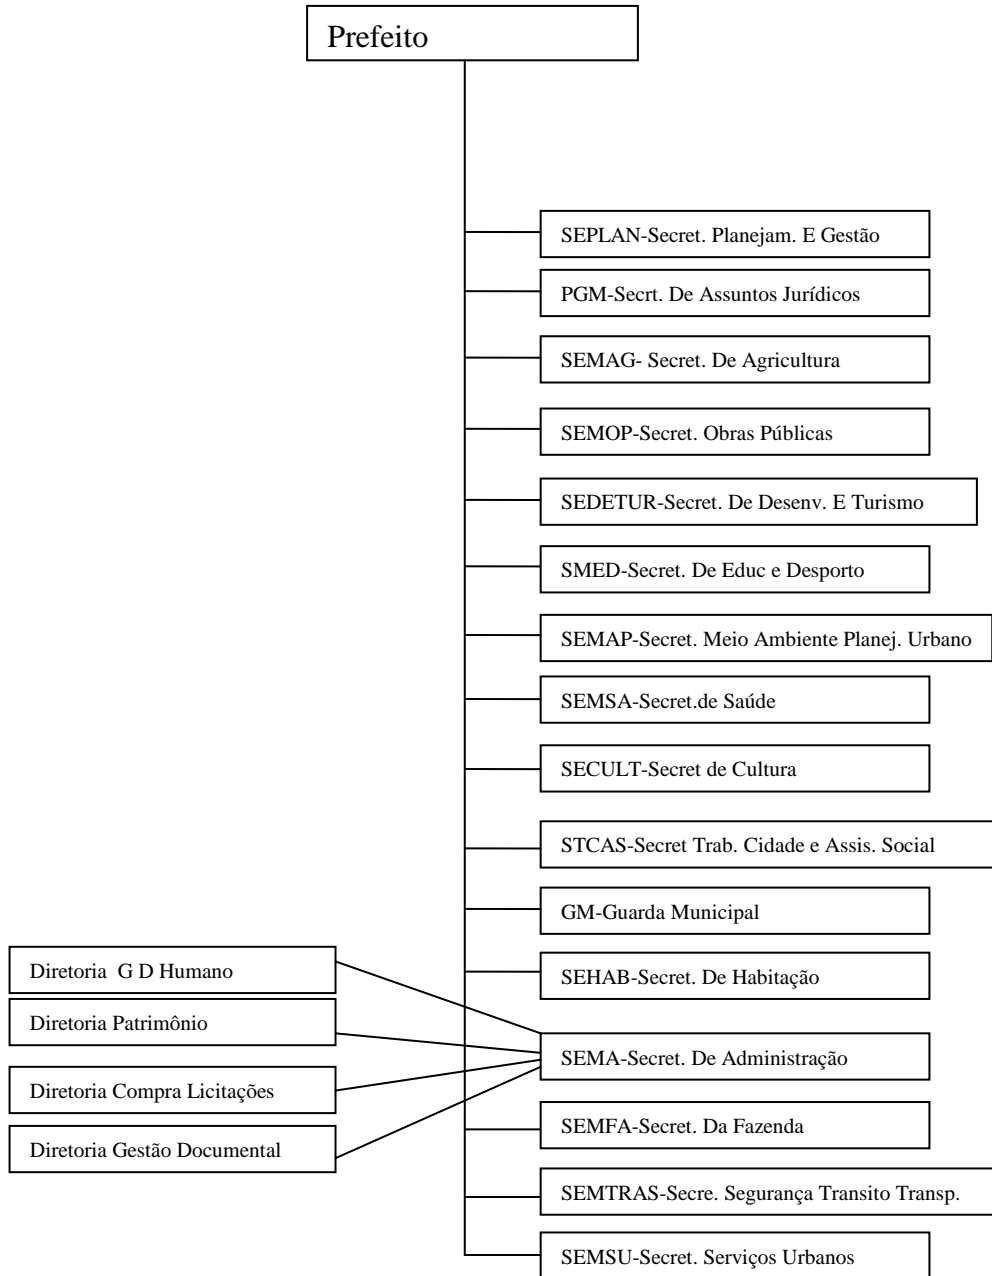 Prefeito
SEPLAN-Secret. Planejam. E Gestão
PGM-Secrt. De Assuntos Jurídicos
SEMAG- Secret. De Agricultura
SEMOP-Secret. Obras Públicas
SEDETUR-Secret. De Desenv. E Turismo
SMED-Secret. De Educ e Desporto
SEMAP-Secret. Meio Ambiente Planej. Urbano
SEMSA-Secret.de Saúde
SECULT-Secret de Cultura
STCAS-Secret Trab. Cidade e Assis. Social
GM-Guarda Municipal
Diretoria G D Humano
SEHAB-Secret. De Habitação
Diretoria Patrimônio
SEMA-Secret. De Administração
Diretoria Compra Licitações
SEMFA-Secret. Da Fazenda
Diretoria Gestão Documental
SEMTRAS-Secre. Segurança Transito Transp.
SEMSU-Secret. Serviços Urbanos